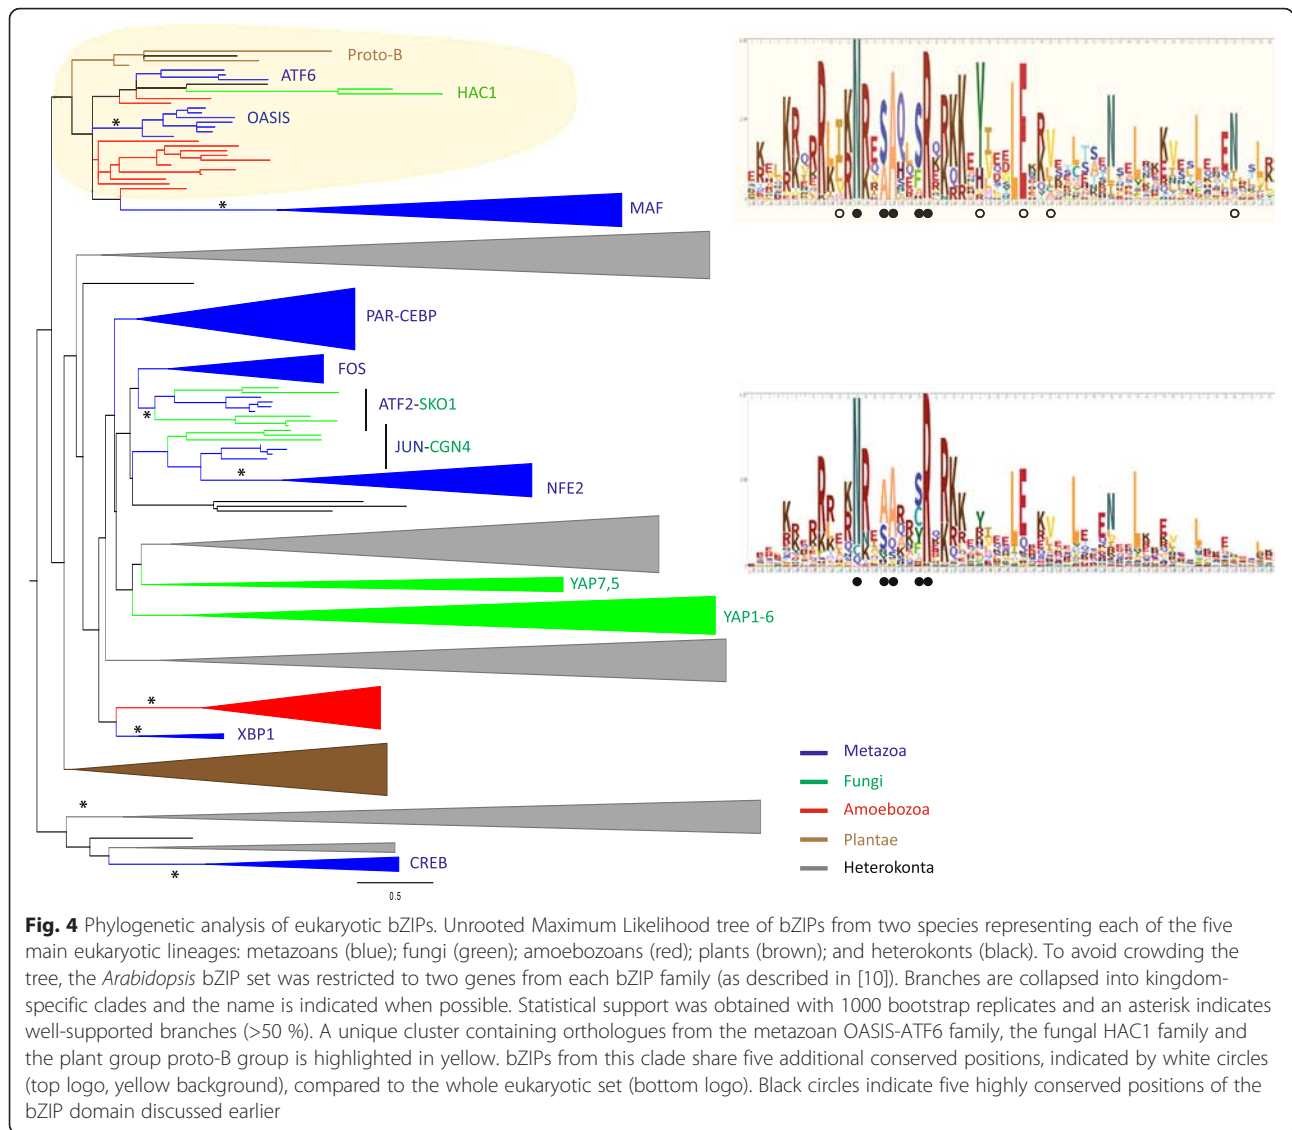 Proto-B
ATF6
HAC1
OASIS
*
*
MAF
PAR-CEBP
FOS
ATF2-SKO1
*
JUN-CGN4
*
NFE2
YAP7,5
YAP1-6
*
*
XBP1
*
CREB
*
0.5
Metazoa
Fungi
Amoebozoa
Plantae
Heterokonta
Fig. 4 Phylogenetic analysis of eukaryotic bZIPs. Unrooted Maximum Likelihood tree of bZIPs from two species representing each of the five
main eukaryotic lineages: metazoans (blue); fungi (green); amoebozoans (red); plants (brown); and heterokonts (black). To avoid crowding the
tree, the Arabidopsis bZIP set was restricted to two genes from each bZIP family (as described in [10]). Branches are collapsed into kingdom-
specific clades and the name is indicated when possible. Statistical support was obtained with 1000 bootstrap replicates and an asterisk indicates
well-supported branches (>50 %). A unique cluster containing orthologues from the metazoan OASIS-ATF6 family, the fungal HAC1 family and
the plant group proto-B group is highlighted in yellow. bZIPs from this clade share five additional conserved positions, indicated by white circles
(top logo, yellow background), compared to the whole eukaryotic set (bottom logo). Black circles indicate five highly conserved positions of the
bZIP domain discussed earlier